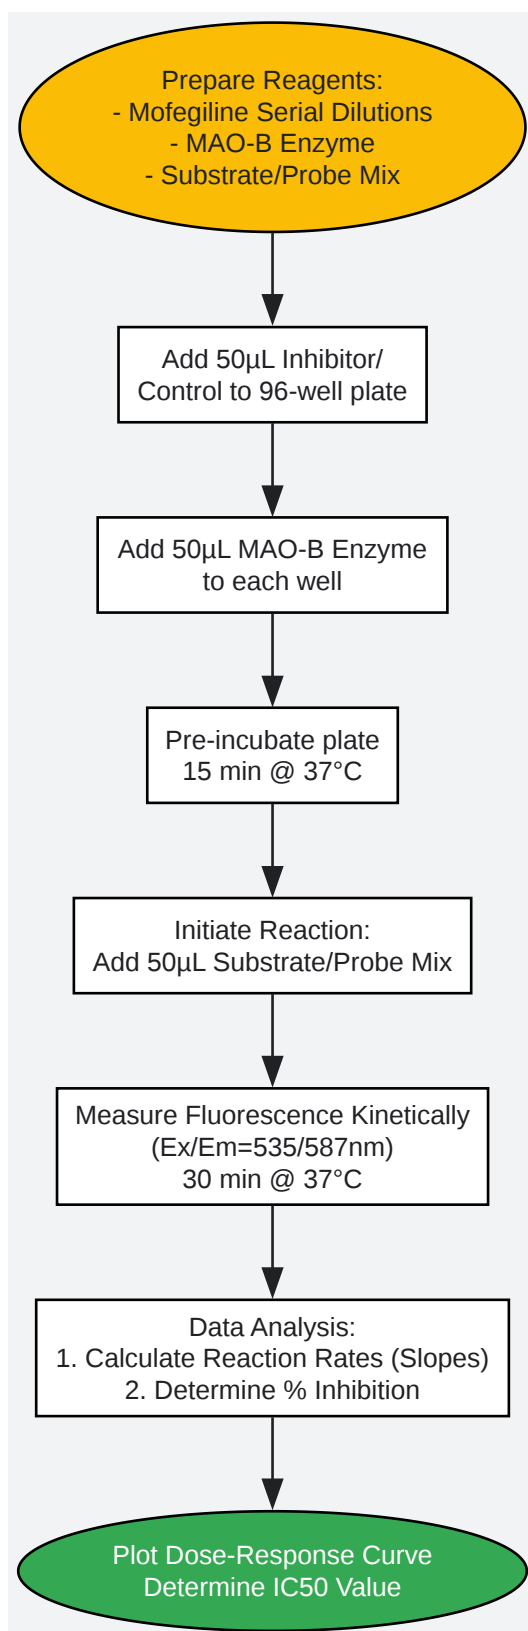 Prepare Reagents:
- Mofegiline Serial Dilutions
- MAO-B Enzyme
- Substrate/Probe Mix
Add 50µL Inhibitor/
Control to 96-well plate
Add 50µL MAO-B Enzyme
to each well
Pre-incubate plate
15 min @ 37°C
Initiate Reaction:
Add 50µL Substrate/Probe Mix
Measure Fluorescence Kinetically
(Ex/Em=535/587nm)
30 min @ 37°C
Data Analysis:
1. Calculate Reaction Rates (Slopes)
2. Determine % Inhibition
Plot Dose-Response Curve
Determine IC50 Value